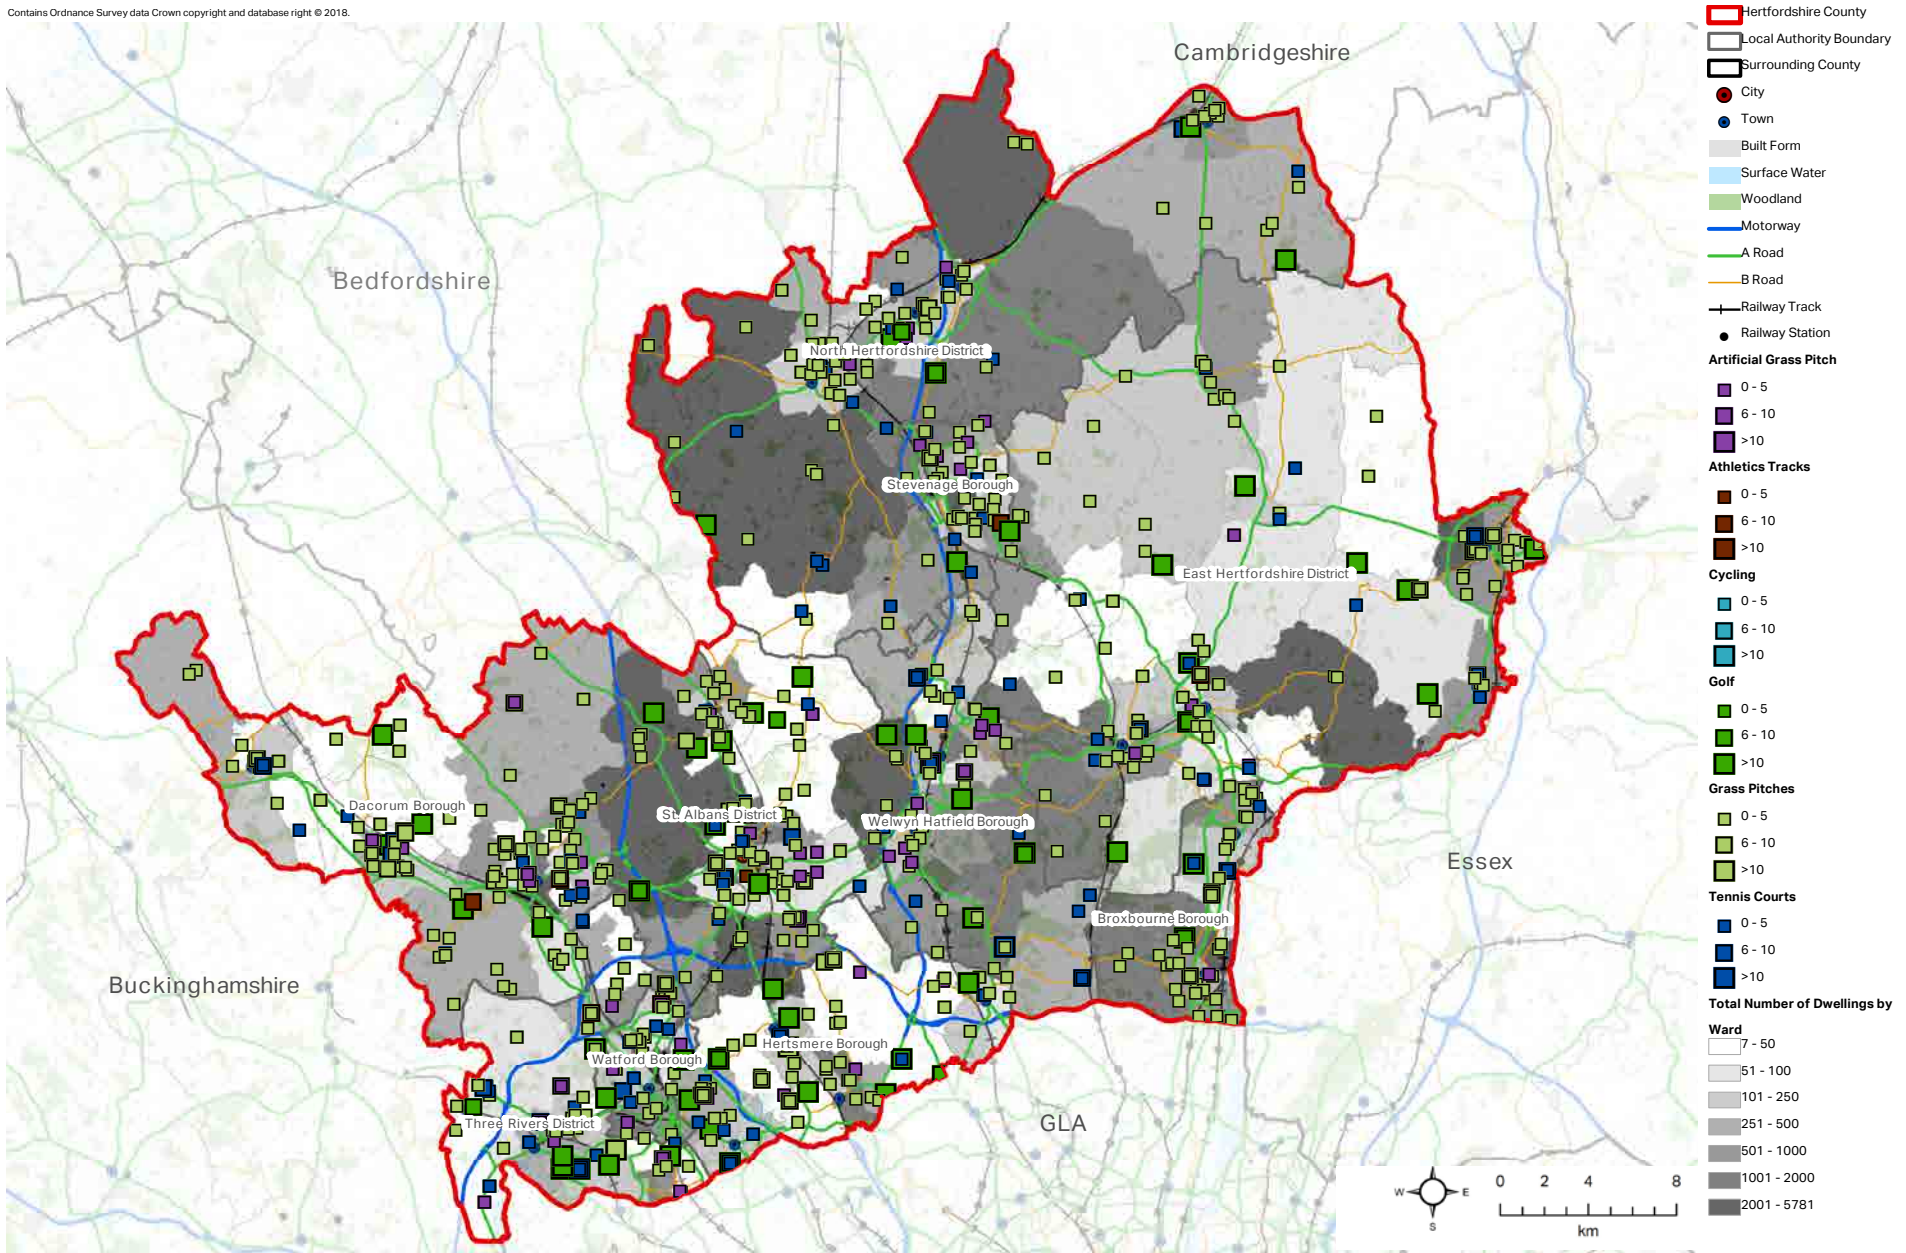 Contains Ordnance Survey data Crown copyright and database right © 2018.
Cambridgeshire
Bedfordshire
North Hertfordshire District
Stevenage Borough
East Hertfordshire District
Dacorum Borough
St. Albans District
Welwyn Hatfield Borough
Essex
Broxbourne Borough
Buckinghamshire
Hertsmere Borough
Watford Borough
Three Rivers District
GLA
Hertfordshire County
Local Authority Boundary
Surrounding County
City
Town
Built Form
Surface Water
Woodland
Motorway
A Road
B Road
Railway Track
Railway Station
Artificial Grass Pitch
0 - 5
6 - 10
>10
Athletics Tracks
0 - 5
6 - 10
>10
Cycling
0 - 5
6 - 10
>10
Golf
0 - 5
6 - 10
>10
Grass Pitches
0 - 5
6 - 10
>10
Tennis Courts
0 - 5
6 - 10
>10
Total Number of Dwellings by
Ward
7 - 50
51 - 100
101 - 250
251 - 500
501 - 1000
1001 - 2000
2001 - 5781
W E
S
0 2 4 8
km